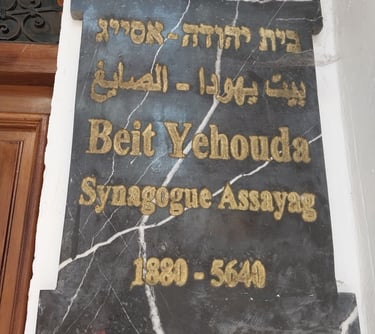 בית יהודה - אסייג
بيت يهودا - الصايغ
Beit Yehouda
Synagogue Assayag
1880 - 5640